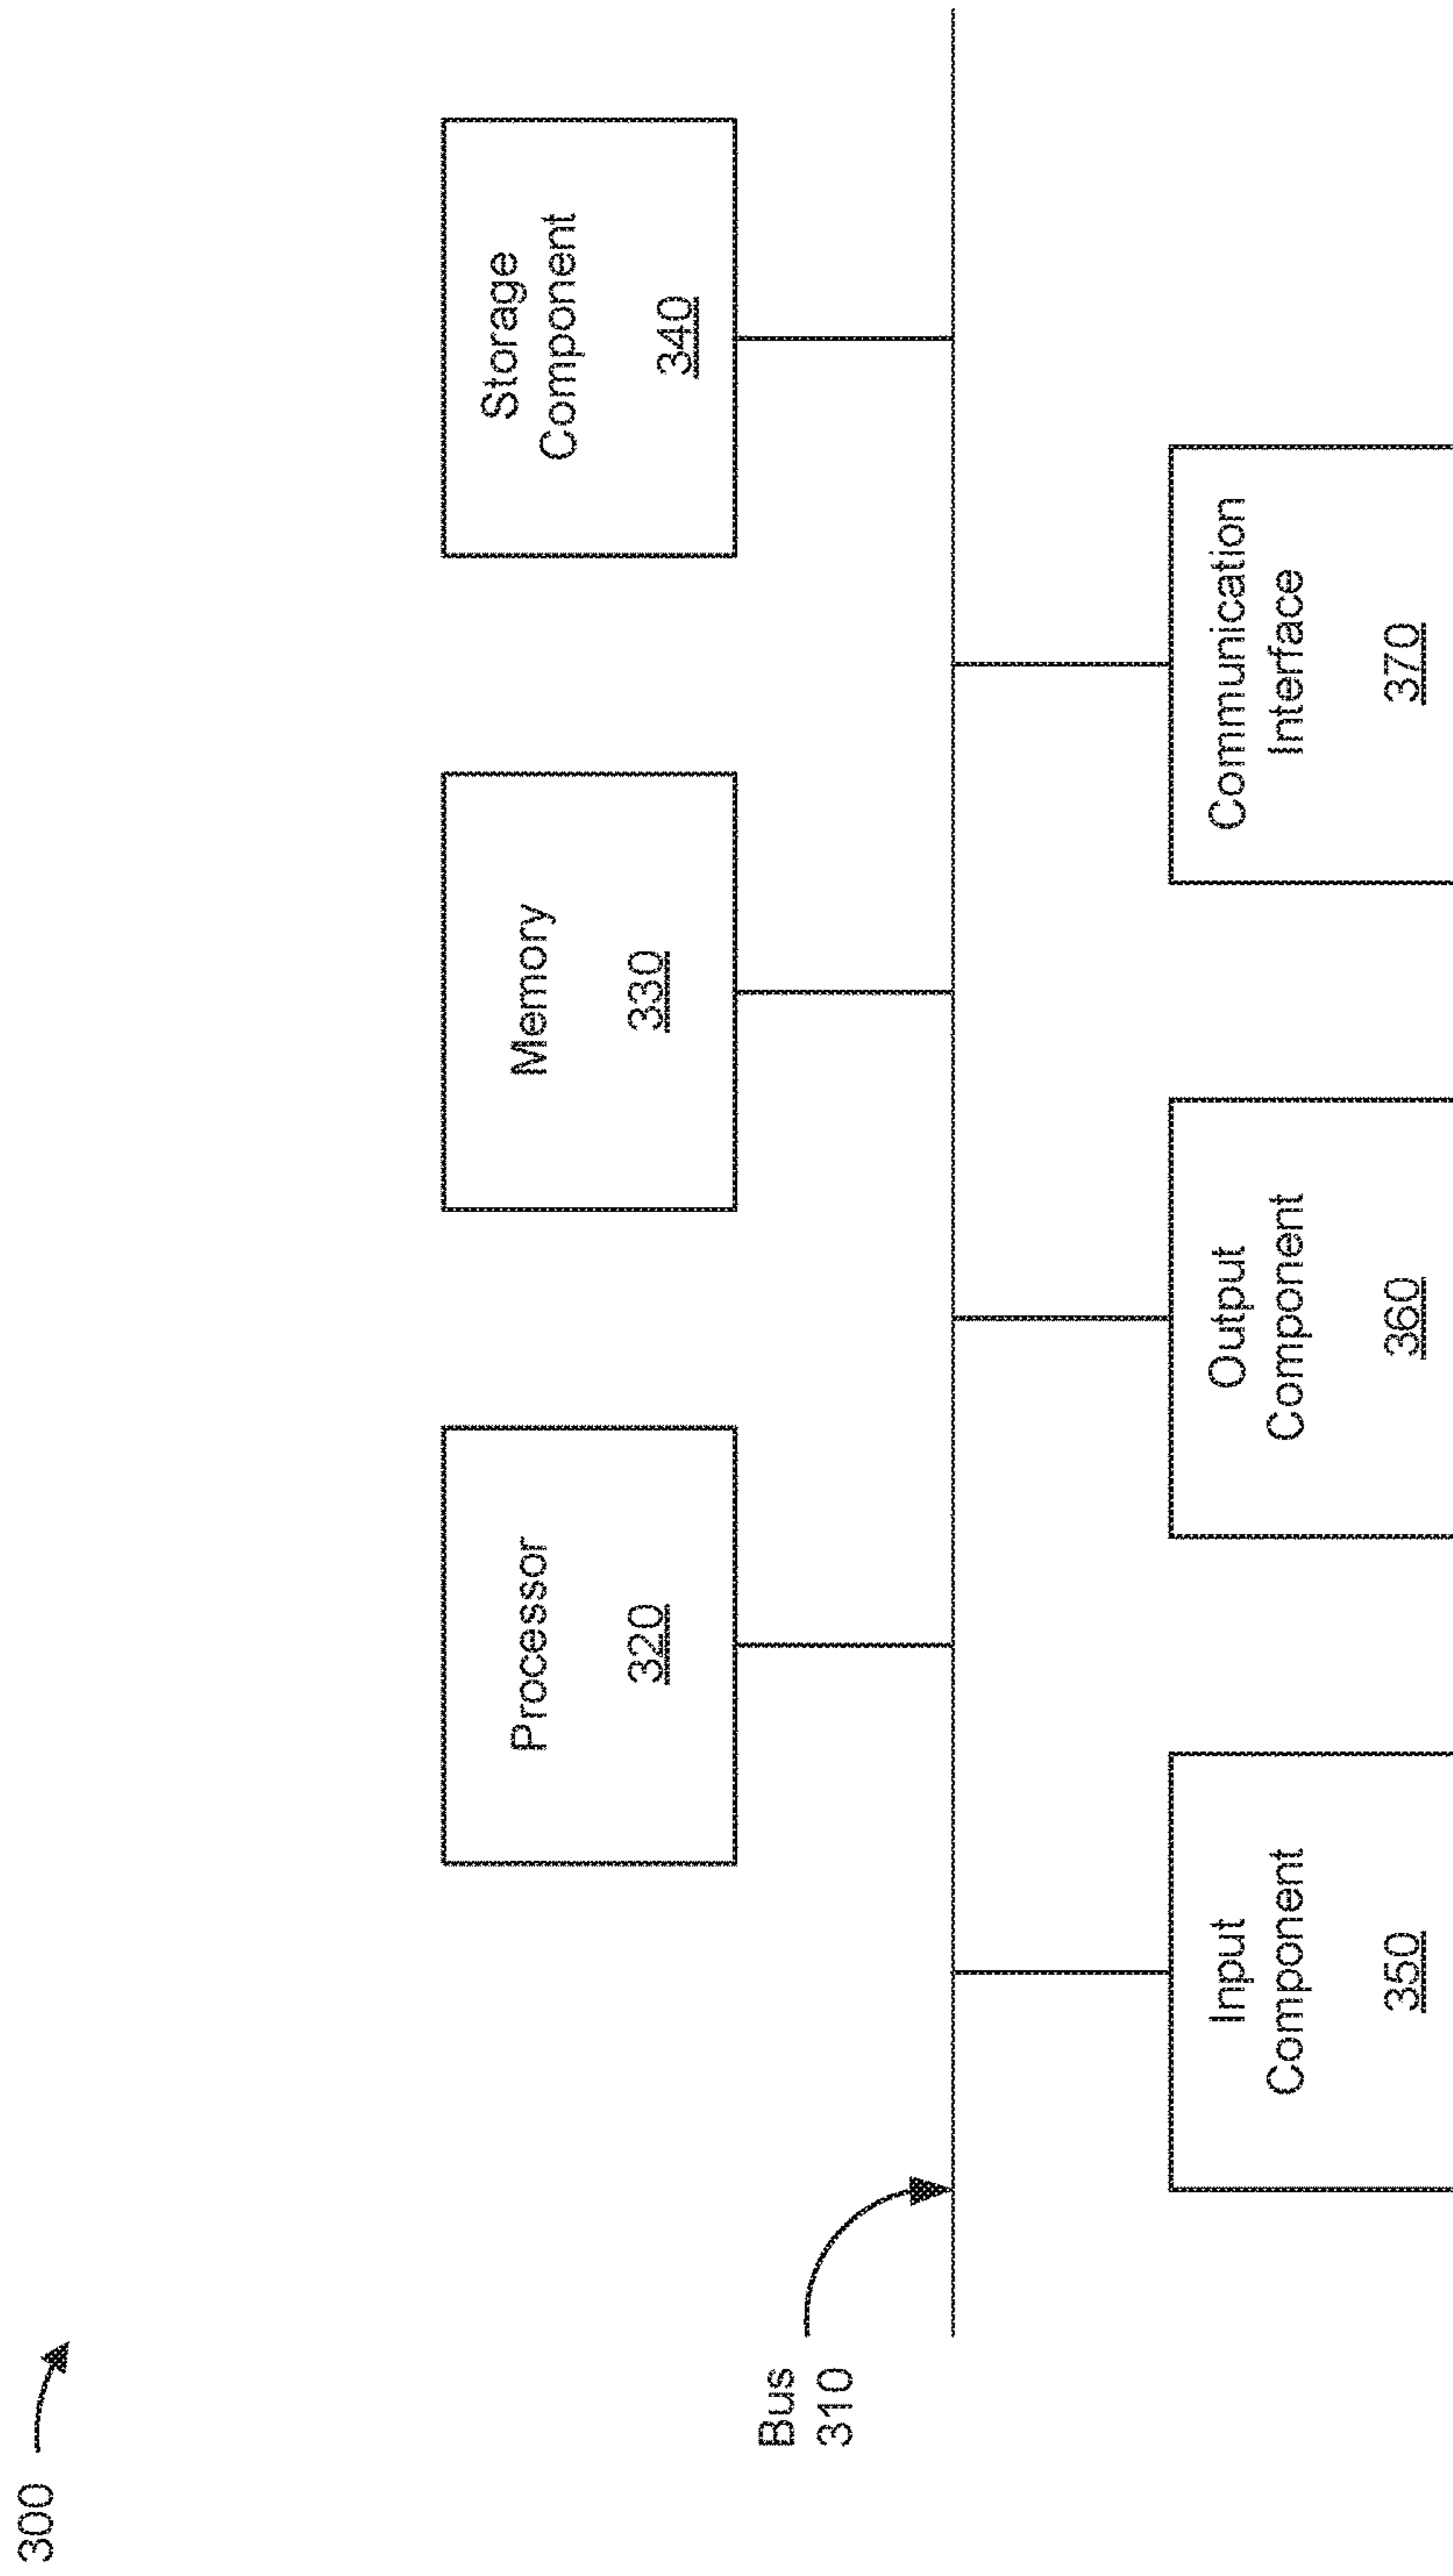 300
Processor
320
Memory
330
Storage
Component
340
Bus
310
Input
Component
350
Output
Component
360
Communication
Interface
370